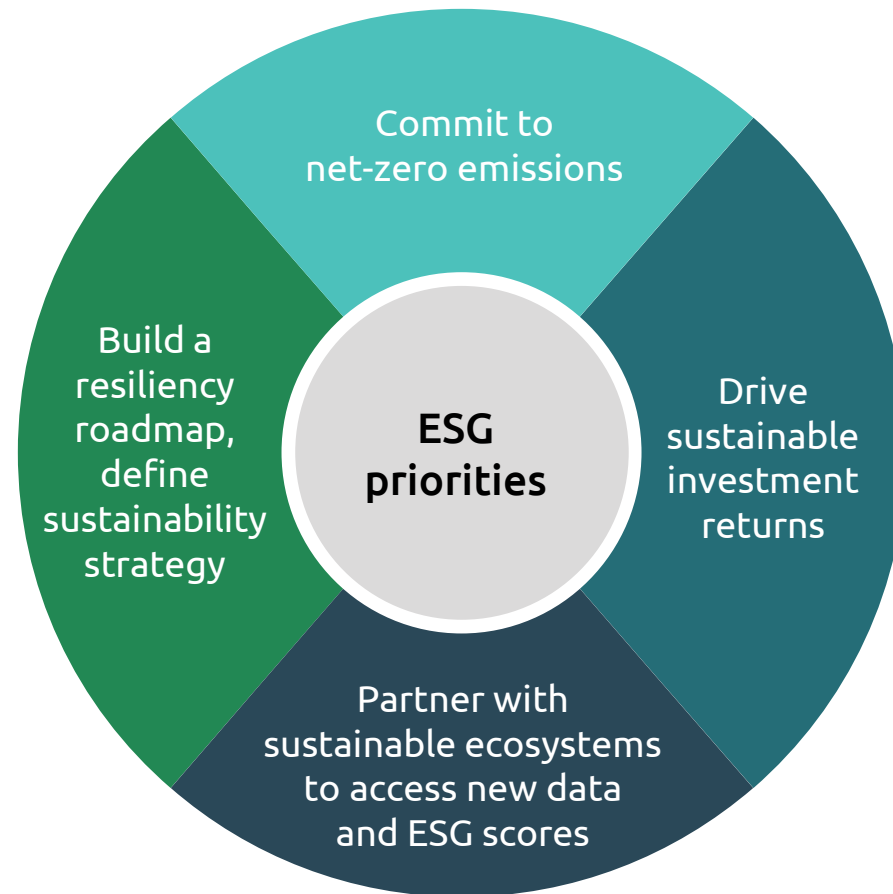 Commit to
net-zero emissions
Build a
resiliency
roadmap,
define
sustainability
strategy
ESG
priorities
Drive
sustainable
investment
returns
Partner with
sustainable ecosystems
to access new data
and ESG scores